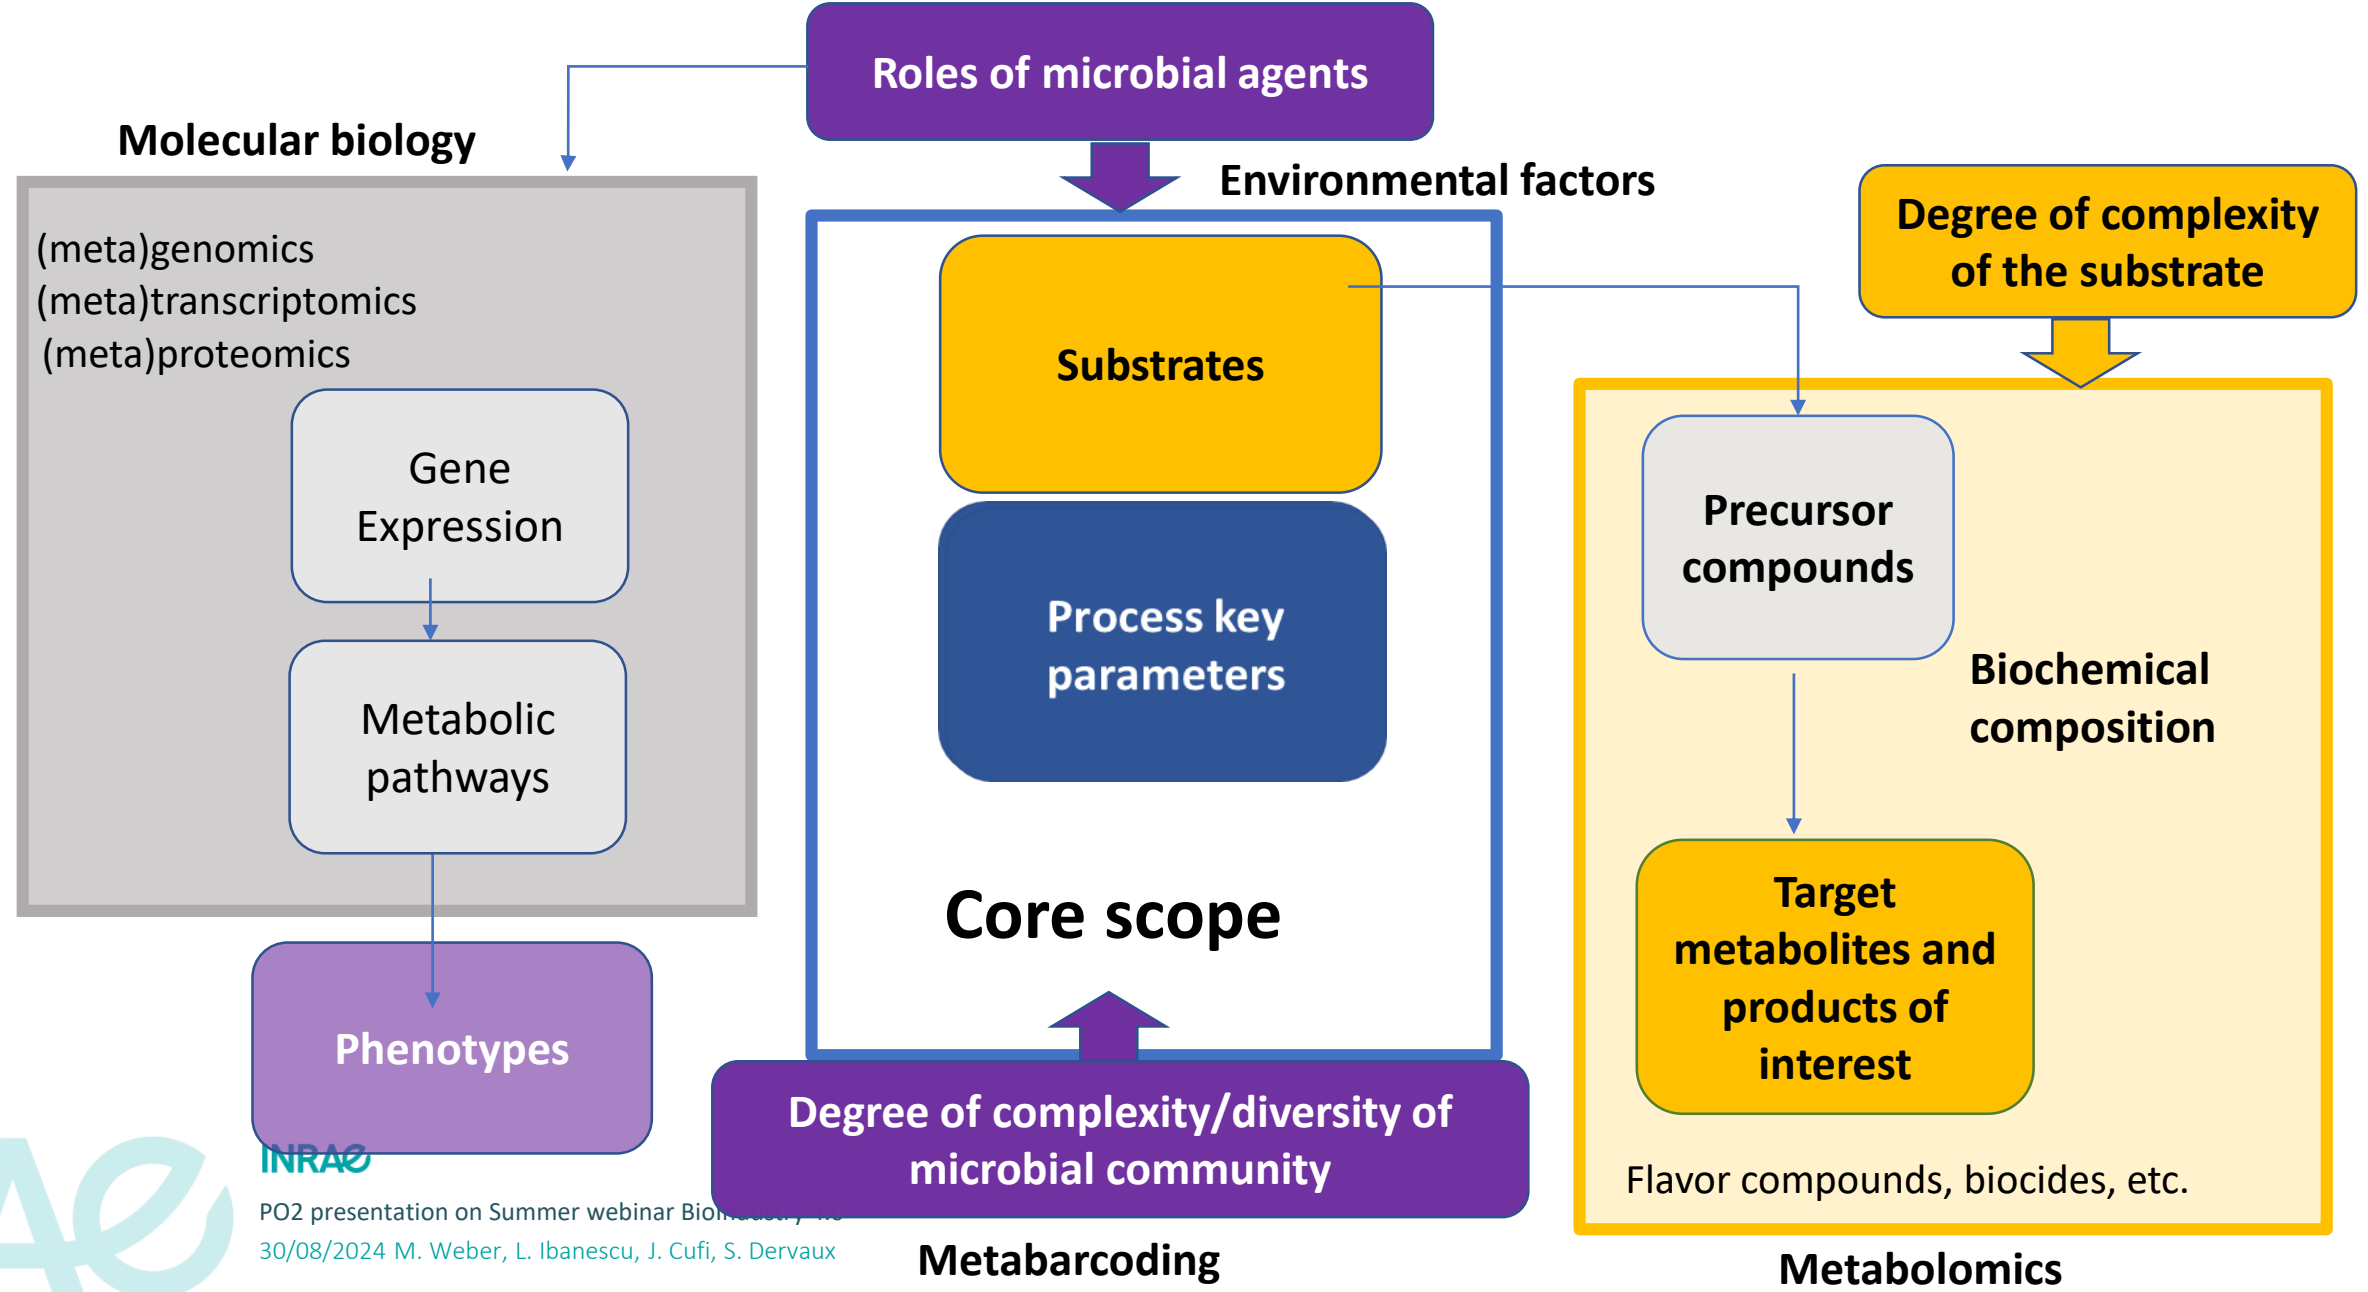 Roles of microbial agents
Molecular biology
(meta)genomics
(meta)transcriptomics
(meta)proteomics
Gene
Expression
Metabolic
pathways
Phenotypes
Environmental factors
Substrates
Process key
parameters
Core scope
Degree of complexity/diversity of
microbial community
Metabarcoding
Degree of complexity
of the substrate
Precursor
compounds
Biochemical
composition
Target
metabolites and
products of
interest
Flavor compounds, biocides, etc.
Metabolomics
INRAE
PO2 presentation on Summer webinar
30/08/2024 M. Weber, L. Ibanescu, J. Cufi, S. Dervaux